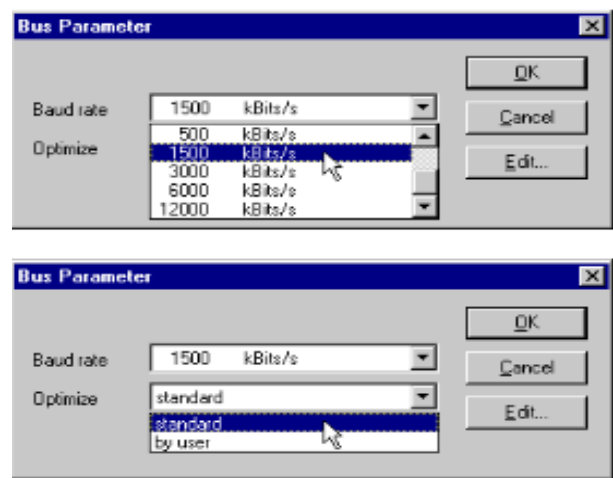 Bus Parameter
OK
Baud rate 1500 kBits/s
Cancel
500 kBits/s
Optimize
1500 kBits/s
Edit...
3000 kBits/s
6000 kBits/s
12000 kBits/s
Bus Parameter
OK
Baud rate 1500 kBits/s
Cancel
Optimize standard
Edit...
standard
by user